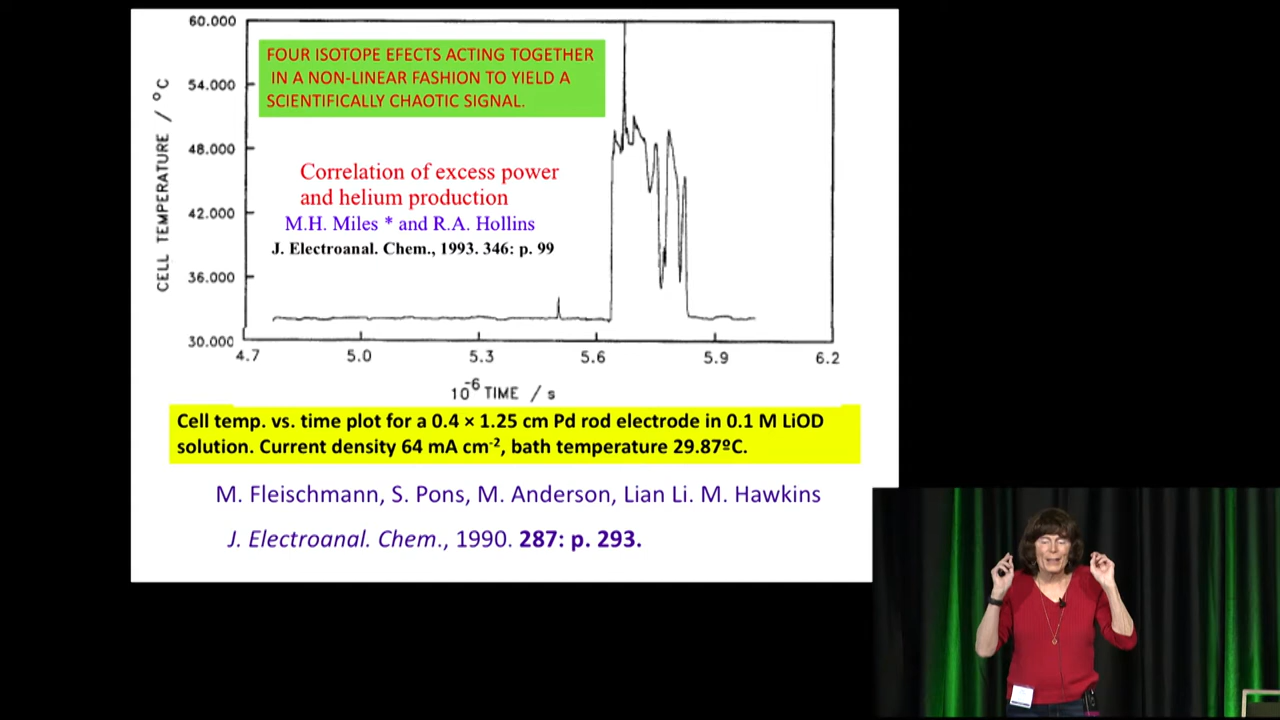 60.000
54.000
48.000
42.000
36.000
30.000
CELL TEMPERATURE / °C
FOUR ISOTOPE EFECTS ACTING TOGETHER
IN A NON-LINEAR FASHION TO YIELD A
SCIENTIFICALLY CHAOTIC SIGNAL.
Correlation of excess power
and helium production
M.H. Miles * and R.A. Hollins
J. Electroanal. Chem., 1993. 346: p. 99
4.7 5.0 5.3 5.6 5.9 6.2
10⁻⁶ TIME / s
Cell temp. vs. time plot for a 0.4 × 1.25 cm Pd rod electrode in 0.1 M LiOD
solution. Current density 64 mA cm⁻², bath temperature 29.87ºC.
M. Fleischmann, S. Pons, M. Anderson, Lian Li. M. Hawkins
J. Electroanal. Chem., 1990. 287: p. 293.